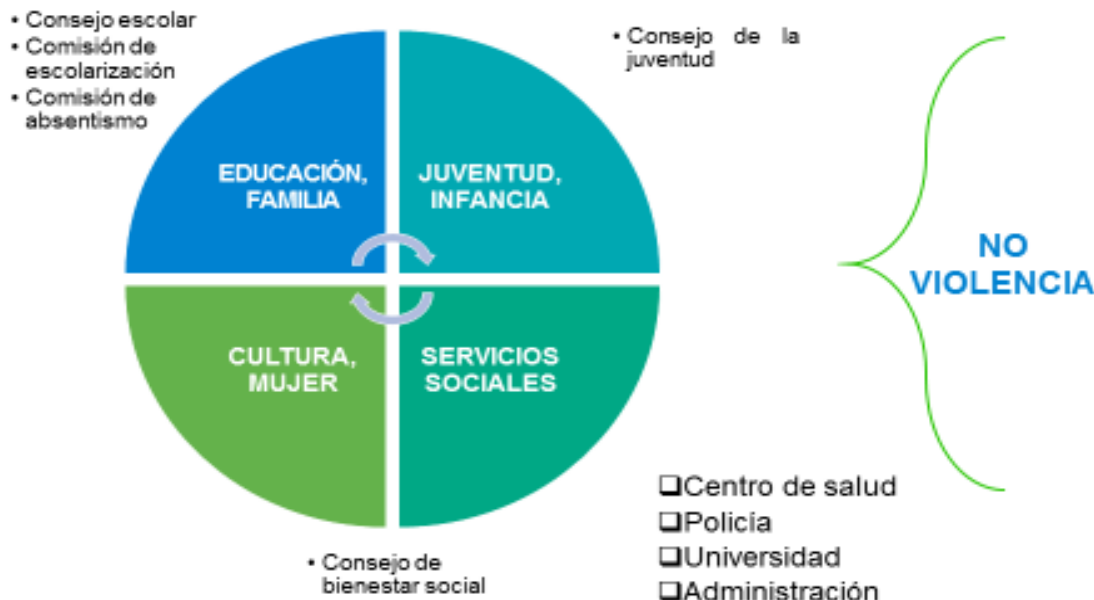 • Consejo escolar
• Comisión de
escolarización
• Comisión de
absentismo
• Consejo de la
juventud
EDUCACIÓN,
FAMILIA
JUVENTUD,
INFANCIA
NO
VIOLENCIA
CULTURA,
MUJER
SERVICIOS
SOCIALES
❑Centro de salud
❑Policía
❑Universidad
❑Administración
• Consejo de
bienestar social